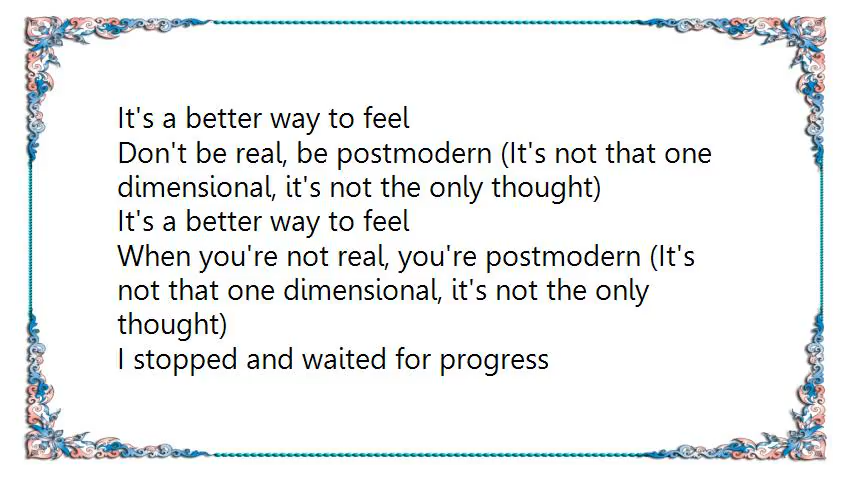 It's a better way to feel
Don't be real, be postmodern (It's not that one
dimensional, it's not the only thought)
It's a better way to feel
When you're not real, you're postmodern (It's
not that one dimensional, it's not the only
thought)
I stopped and waited for progress